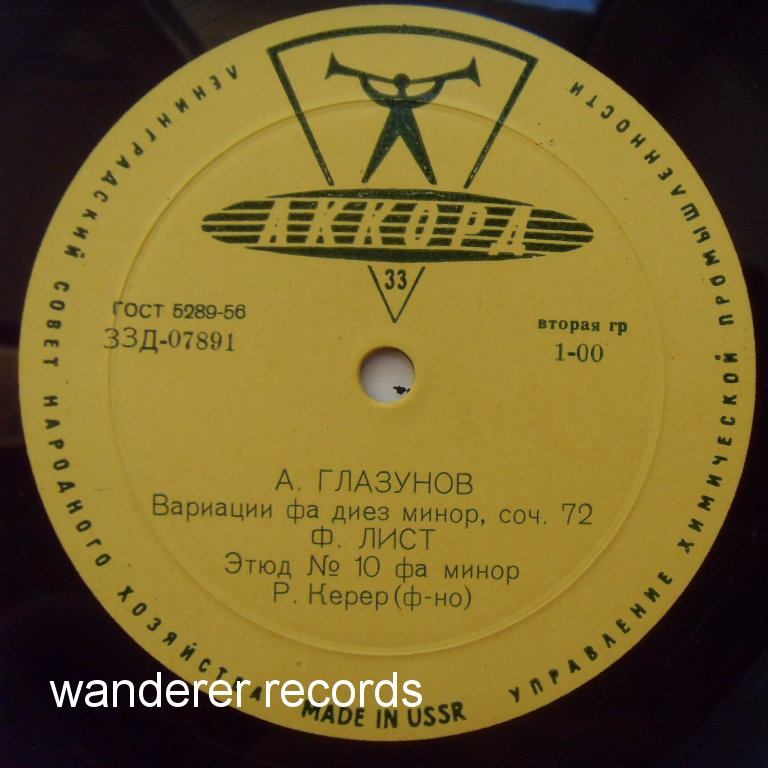 ЛЕНИНГРАДСКИЙ СОВЕТ НАРОДНОГО ХОЗЯЙСТВА
УПРАВЛЕНИЕ ХИМИЧЕСКОЙ ПРОМЫШЛЕННОСТИ
АККОРД
33
ГОСТ 5289-56
33Д-07891
вторая гр
1-00
А. ГЛАЗУНОВ
Вариации фа диез минор, соч. 72
Ф. ЛИСТ
Этюд № 10 фа минор
Р. Керер (ф-но)
wanderer records
MADE IN USSR